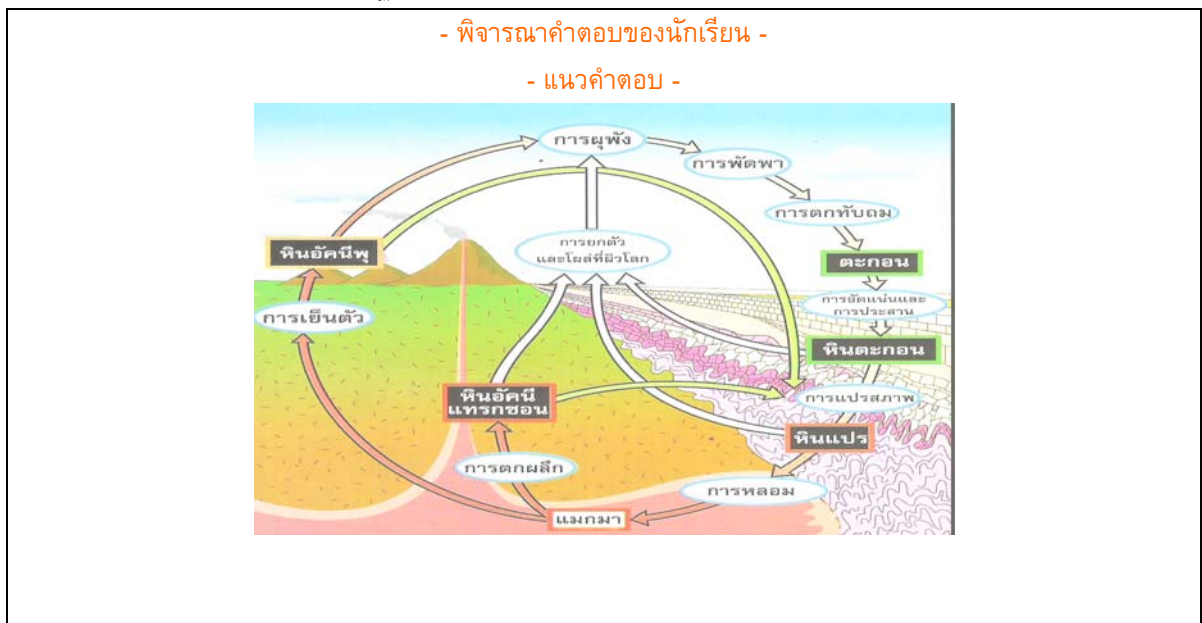 - พิจารณาคำตอบของนักเรียน -
- แนวคำตอบ -
การผุพัง
การพัดพา
การตกทับถม
หินอัคนีพุ
การยกตัว
และโผล่ที่ผิวโลก
ตะกอน
การอัดแน่นและ
การประสาน
การเย็นตัว
หินตะกอน
หินอัคนี
แทรกซอน
การแปรสภาพ
หินแปร
การตกผลึก
การหลอม
แมกมา